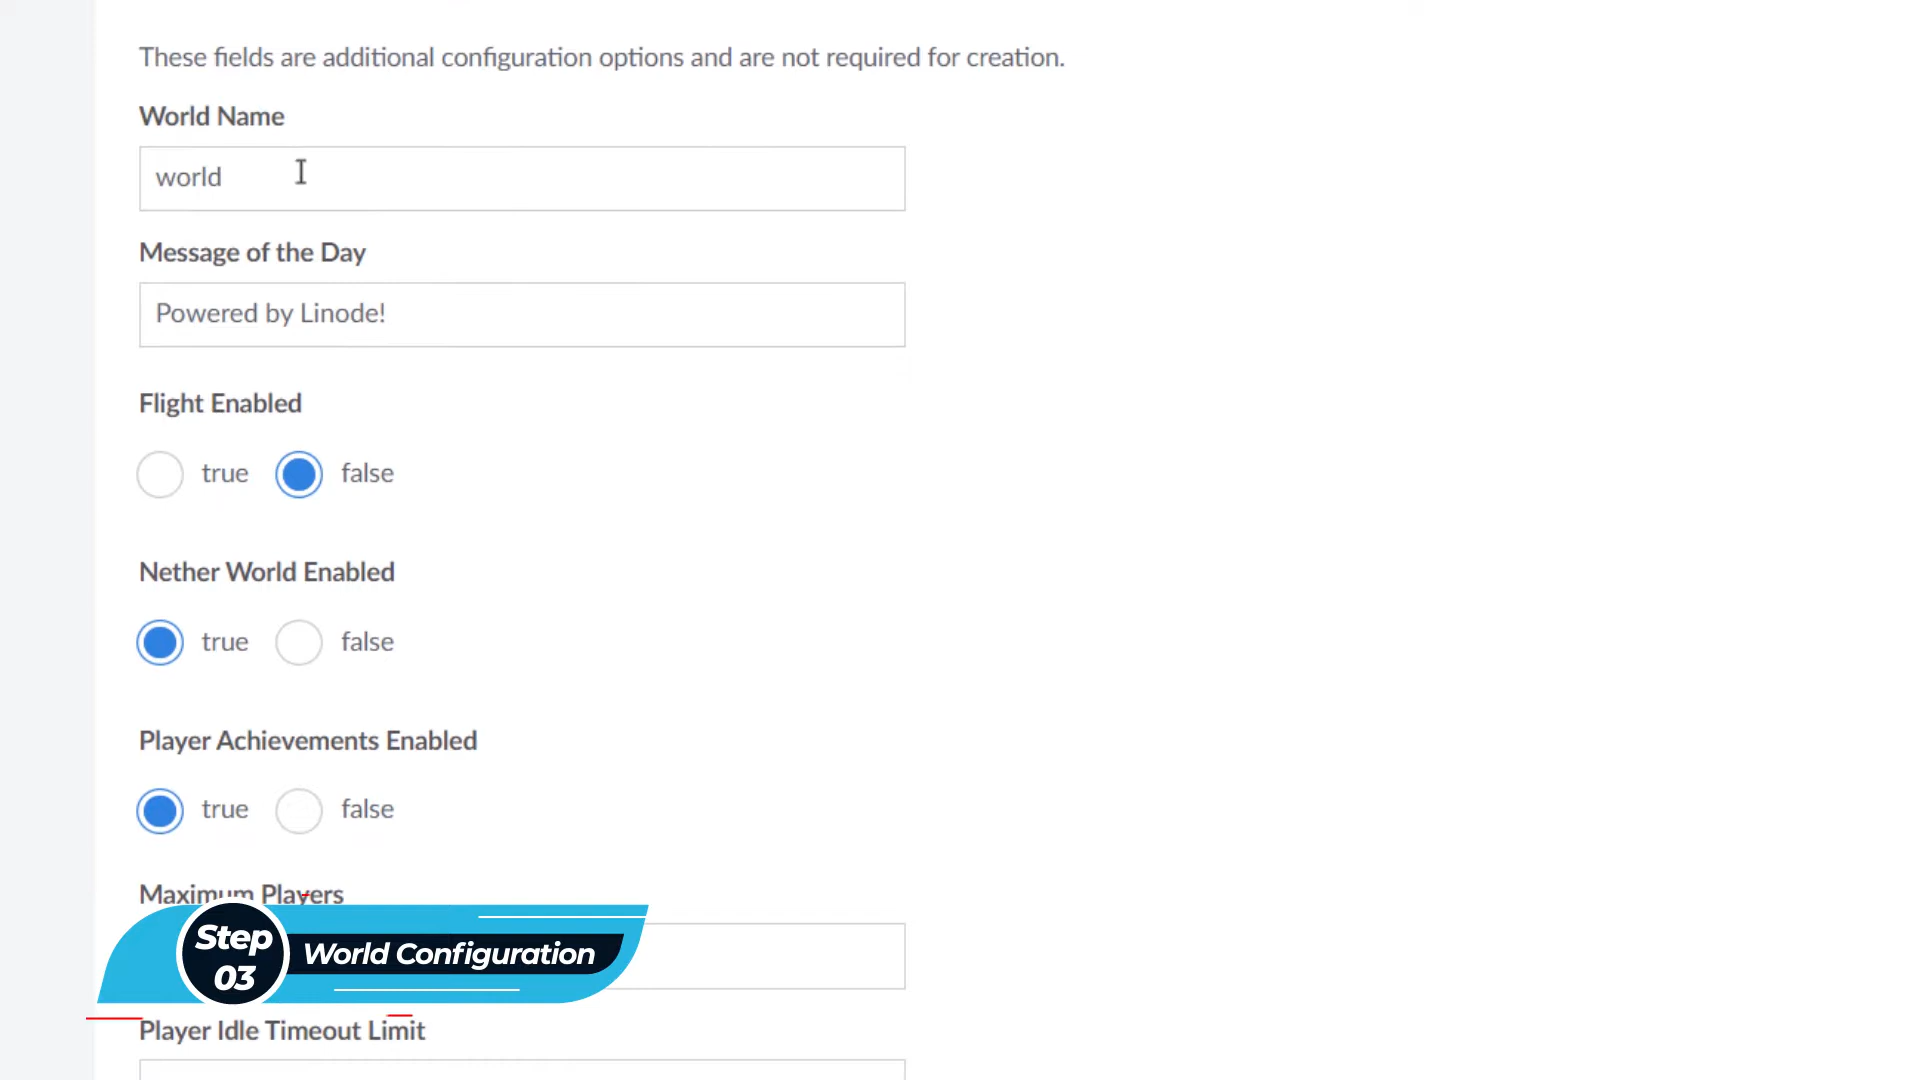 These fields are additional configuration options and are not required for creation.
World Name
world
Message of the Day
Powered by Linode!
Flight Enabled
true false
Nether World Enabled
true false
Player Achievements Enabled
true false
Maximum Players
Step
03
World Configuration
Player Idle Timeout Limit